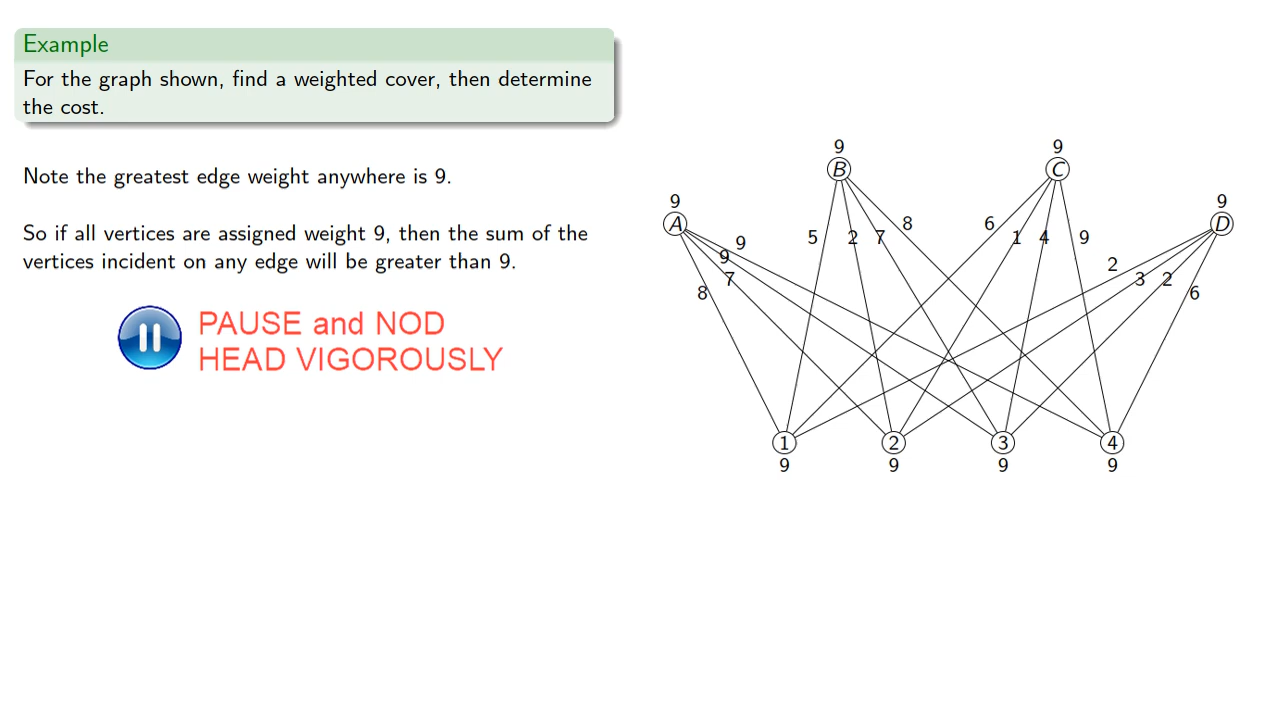 Example
For the graph shown, find a weighted cover, then determine
the cost.
Note the greatest edge weight anywhere is 9.
So if all vertices are assigned weight 9, then the sum of the
vertices incident on any edge will be greater than 9.
PAUSE and NOD
HEAD VIGOROUSLY
9 9
B C
9 9
A D
8 6
9 5 2 7 1 4 9
9 2
7 3 2
8 6
1 2 3 4
9 9 9 9